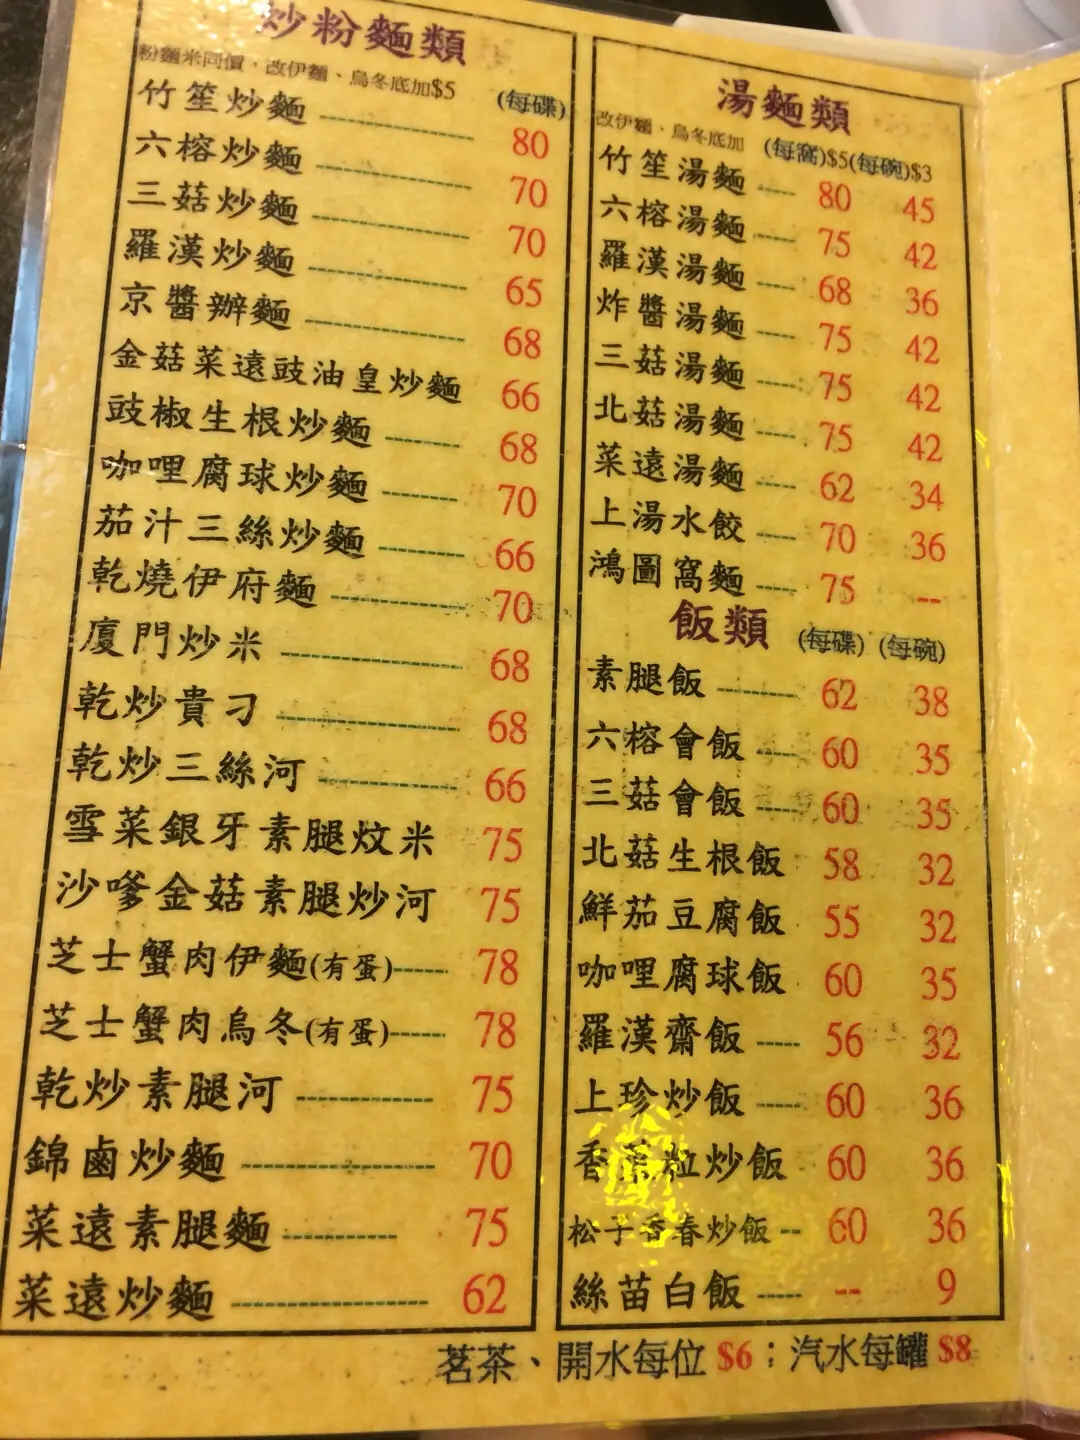 炒粉麵類
粉麵米同價，改伊麵、烏冬底加$5 (每碟)
竹笙炒麵 80
六榕炒麵 70
三菇炒麵 70
羅漢炒麵 65
京醬辦麵 68
金菇菜遠豉油皇炒麵 66
豉椒生根炒麵 68
咖哩腐球炒麵 70
茄汁三絲炒麵 66
乾燒伊府麵 70
廈門炒米 68
乾炒貴刁 68
乾炒三絲河 66
雪菜銀牙素腿炆米 75
沙嗲金菇素腿炒河 75
芝士蟹肉伊麵(有蛋) 78
芝士蟹肉烏冬(有蛋) 78
乾炒素腿河 75
錦鹵炒麵 70
菜遠素腿麵 75
菜遠炒麵 62
湯麵類
改伊麵、烏冬底加 (每窩)$5(每碗)$3
竹笙湯麵 80 45
六榕湯麵 75 42
羅漢湯麵 68 36
炸醬湯麵 75 42
三菇湯麵 75 42
北菇湯麵 75 42
菜遠湯麵 62 34
上湯水餃 70 36
鴻圖窩麵 75 --
飯類 (每碟) (每碗)
素腿飯 62 38
六榕會飯 60 35
三菇會飯 60 35
北菇生根飯 58 32
鮮茄豆腐飯 55 32
咖哩腐球飯 60 35
羅漢齋飯 56 32
上珍炒飯 60 36
香粒炒飯 60 36
松子香春炒飯 60 36
絲苗白飯 -- 9
茗茶、開水每位 $6；汽水每罐 $8